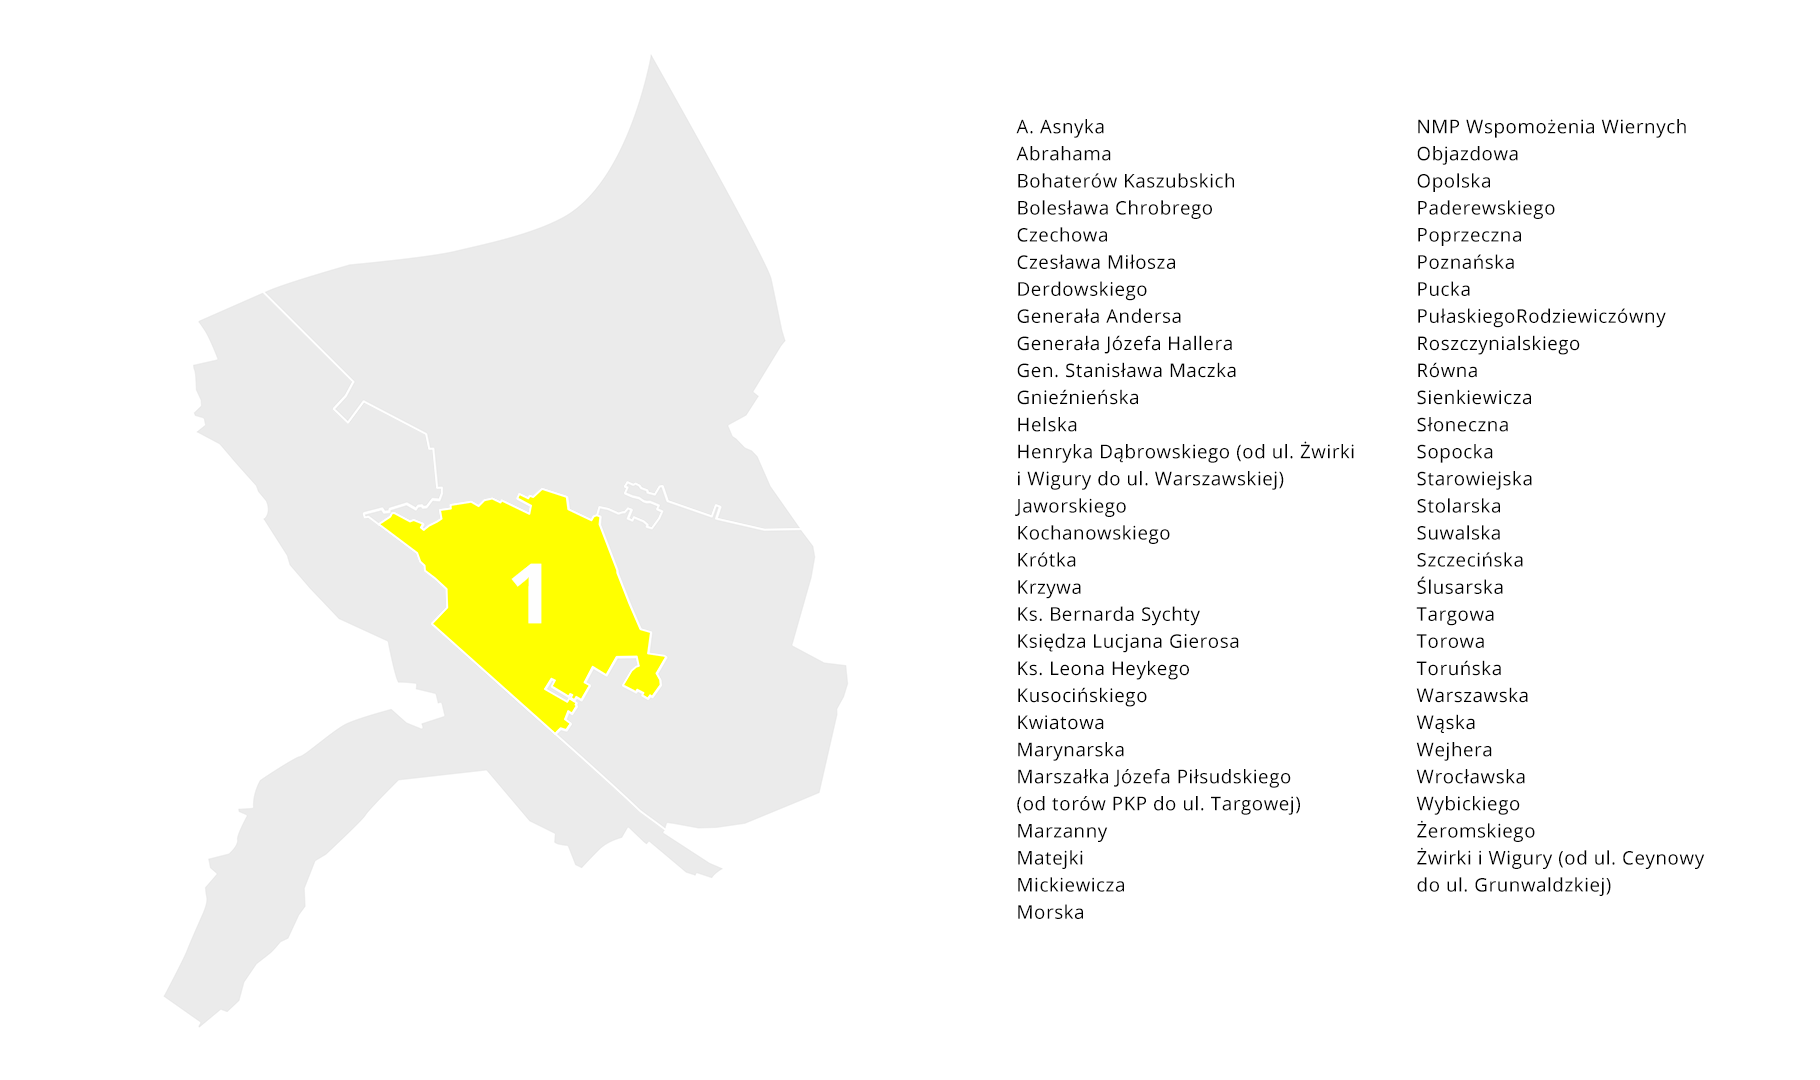 1
A. Asnyka
Abrahama
Bohaterów Kaszubskich
Bolesława Chrobrego
Czechowa
Czesława Miłosza
Derdowskiego
Generała Andersa
Generała Józefa Hallera
Gen. Stanisława Maczka
Gnieźnieńska
Helska
Henryka Dąbrowskiego (od ul. Żwirki
i Wigury do ul. Warszawskiej)
Jaworskiego
Kochanowskiego
Krótka
Krzywa
Ks. Bernarda Sychty
Księdza Lucjana Gierosa
Ks. Leona Heykego
Kusocińskiego
Kwiatowa
Marynarska
Marszałka Józefa Piłsudskiego
(od torów PKP do ul. Targowej)
Marzanny
Matejki
Mickiewicza
Morska
NMP Wspomożenia Wiernych
Objazdowa
Opolska
Paderewskiego
Poprzeczna
Poznańska
Pucka
PułaskiegoRodziewiczówny
Roszczynialskiego
Równa
Sienkiewicza
Słoneczna
Sopocka
Starowiejska
Stolarska
Suwalska
Szczecińska
Ślusarska
Targowa
Torowa
Toruńska
Warszawska
Wąska
Wejhera
Wrocławska
Wybickiego
Żeromskiego
Żwirki i Wigury (od ul. Ceynowy
do ul. Grunwaldzkiej)